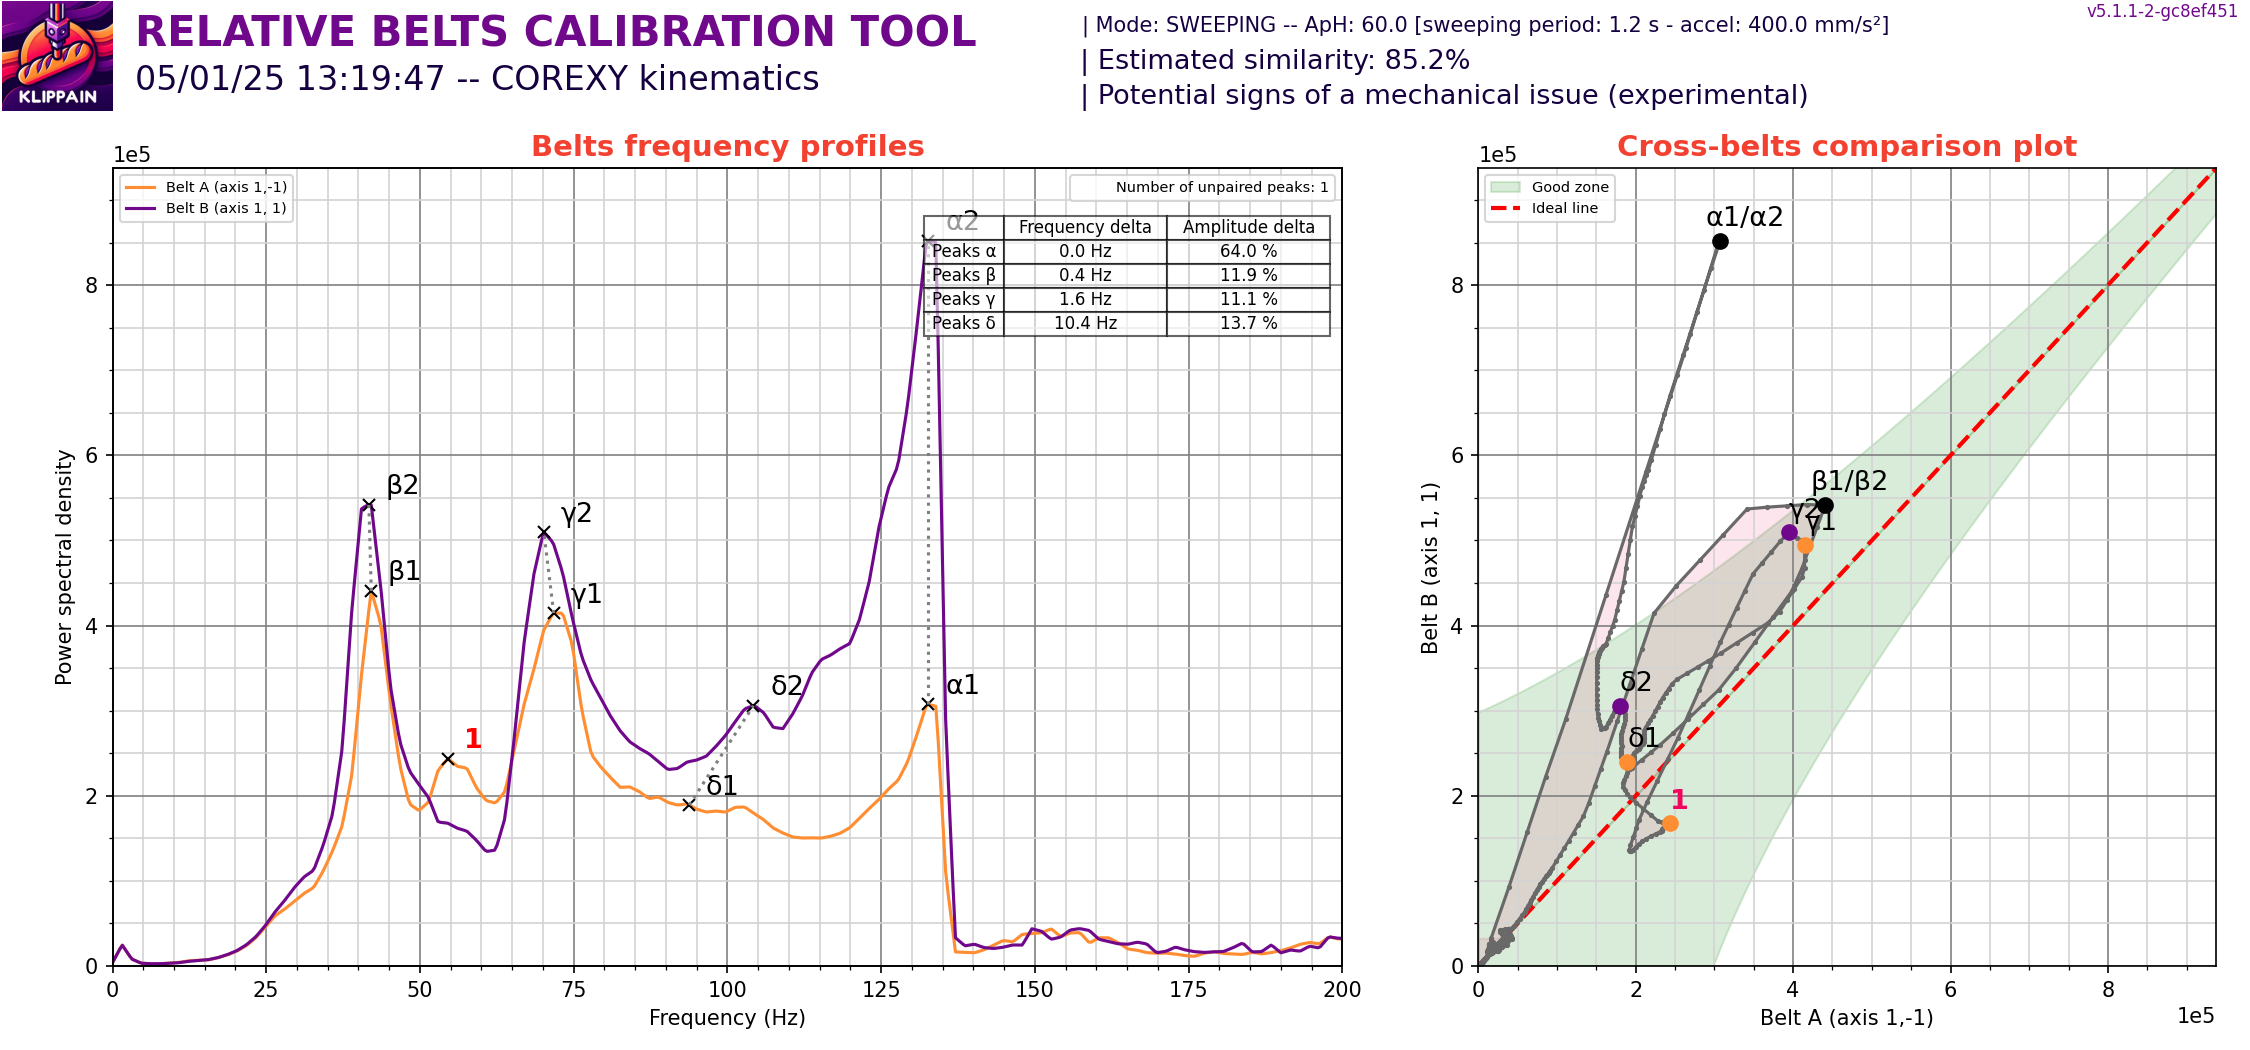 KLIPPAIN
RELATIVE BELTS CALIBRATION TOOL
05/01/25 13:19:47 -- COREXY kinematics
| Mode: SWEEPING -- ApH: 60.0 [sweeping period: 1.2 s - accel: 400.0 mm/s²]
| Estimated similarity: 85.2%
| Potential signs of a mechanical issue (experimental)
v5.1.1-2-gc8ef451
Belts frequency profiles
1e5
Belt A (axis 1,-1)
Belt B (axis 1, 1)
Number of unpaired peaks: 1
Frequency delta Amplitude delta
Peaks α 0.0 Hz 64.0 %
Peaks β 0.4 Hz 11.9 %
Peaks γ 1.6 Hz 11.1 %
Peaks δ 10.4 Hz 13.7 %
α2
β2
β1
γ2
γ1
1
δ2
δ1
α1
8
6
4
2
0
Power spectral density
0 25 50 75 100 125 150 175 200
Frequency (Hz)
Cross-belts comparison plot
1e5
Good zone
Ideal line
α1/α2
β1/β2
γ2
γ1
δ2
δ1
1
8
6
4
2
0
Belt B (axis 1, 1)
0 2 4 6 8
Belt A (axis 1,-1)
1e5